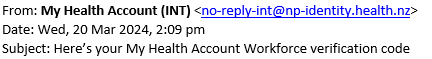 From: My Health Account (INT) <no-reply-int@np-identity.health.nz>
Date: Wed, 20 Mar 2024, 2:09 pm
Subject: Here’s your My Health Account Workforce verification code